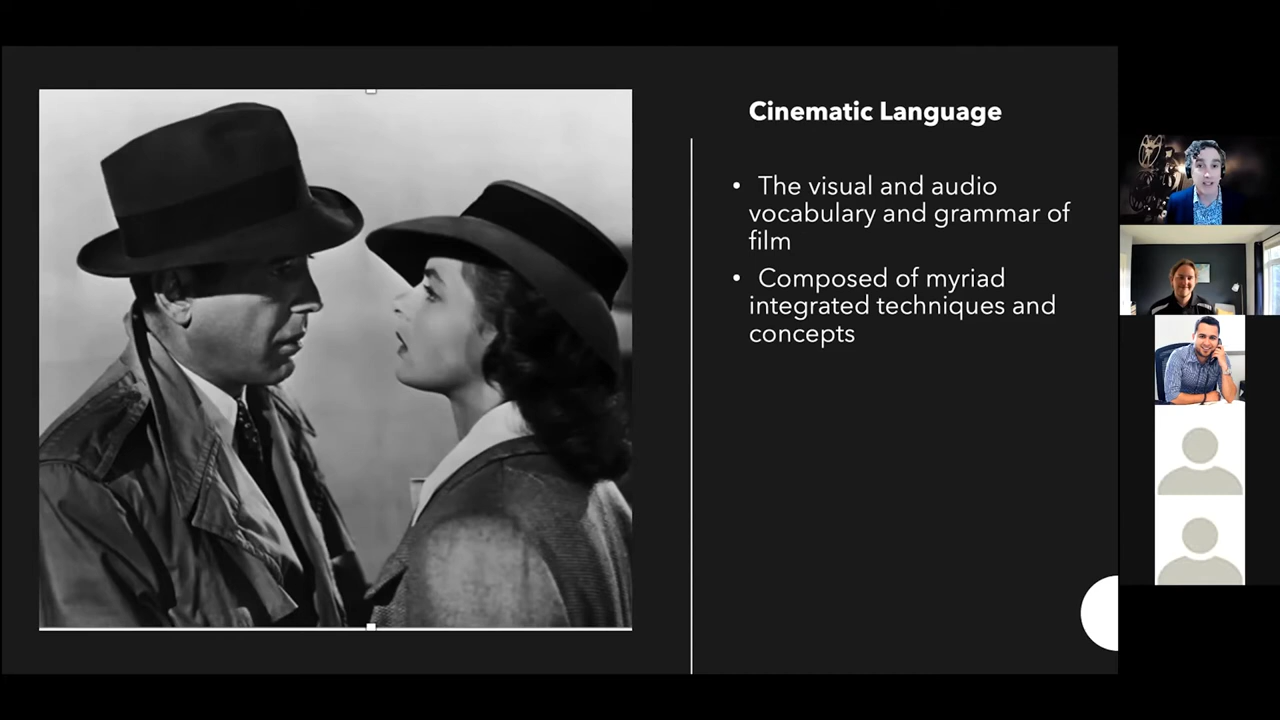 Cinematic Language
• The visual and audio
vocabulary and grammar of
film
• Composed of myriad
integrated techniques and
concepts